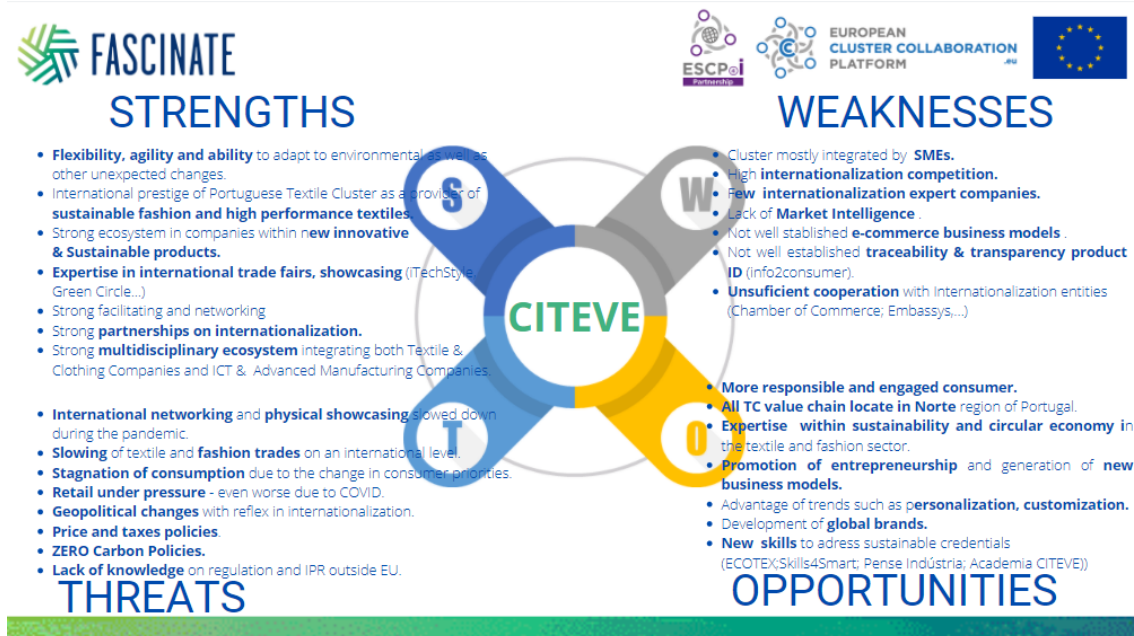 FASCINATE
ESCP4i
Partnership
EUROPEAN
CLUSTER COLLABORATION
PLATFORM
.eu
STRENGTHS
• Flexibility, agility and ability to adapt to environmental as well as
other unexpected changes.
• International prestige of Portuguese Textile Cluster as a provider of
sustainable fashion and high performance textiles.
• Strong ecosystem in companies within new innovative
& Sustainable products.
• Expertise in international trade fairs, showcasing (iTechStyle
Green Circle...)
• Strong facilitating and networking
• Strong partnerships on internationalization.
• Strong multidisciplinary ecosystem integrating both Textile &
Clothing Companies and ICT & Advanced Manufacturing Companies.
WEAKNESSES
• Cluster mostly integrated by SMEs.
• High internationalization competition.
• Few internationalization expert companies.
• Lack of Market Intelligence .
• Not well stablished e-commerce business models .
• Not well established traceability & transparency product
ID (info2consumer).
• Unsuficient cooperation with Internationalization entities
(Chamber of Commerce; Embassys,...)
S
W
CITEVE
T
O
• International networking and physical showcasing slowed down
during the pandemic.
• Slowing of textile and fashion trades on an international level.
• Stagnation of consumption due to the change in consumer priorities.
• Retail under pressure - even worse due to COVID.
• Geopolitical changes with reflex in internationalization.
• Price and taxes policies.
• ZERO Carbon Policies.
• Lack of knowledge on regulation and IPR outside EU.
THREATS
• More responsible and engaged consumer.
• All TC value chain locate in Norte region of Portugal.
• Expertise within sustainability and circular economy in
the textile and fashion sector.
• Promotion of entrepreneurship and generation of new
business models.
• Advantage of trends such as personalization, customization.
• Development of global brands.
• New skills to adress sustainable credentials
(ECOTEX;Skills4Smart; Pense Indústria; Academia CITEVE))
OPPORTUNITIES